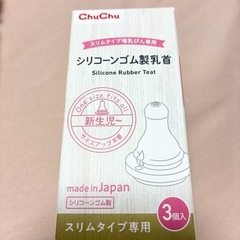 ChuChu
スリムタイプ哺乳びん専用
シリコーンゴム製乳首
Silicone Rubber Teat
One size fits all
新生児~
サイズアップ不要
made in Japan
シリコーンゴム製
3個入
スリムタイプ専用